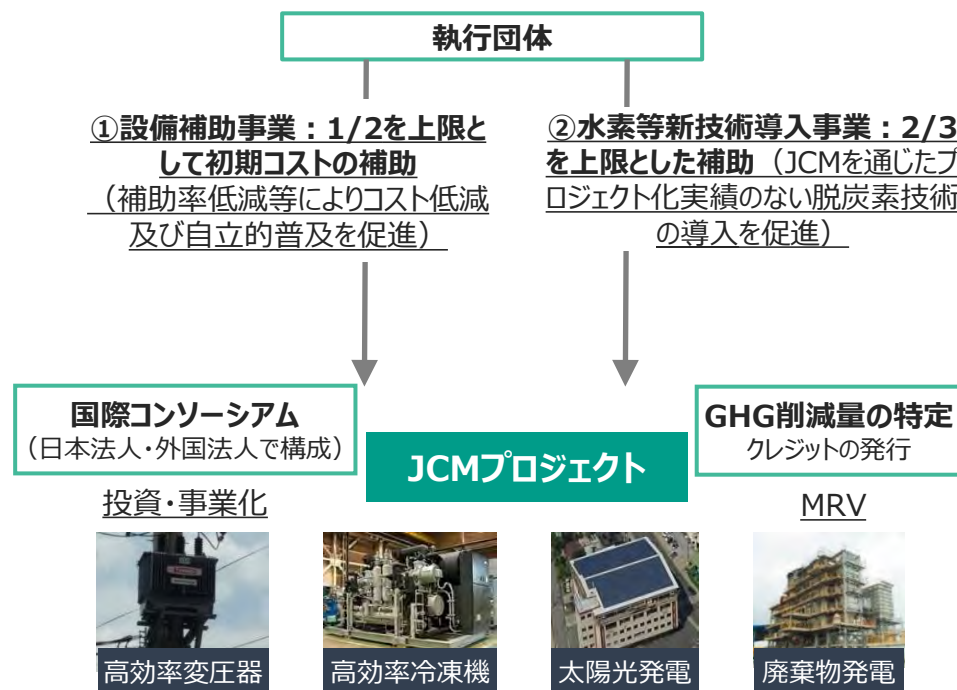 執行団体
①設備補助事業：1/2を上限と
して初期コストの補助
（補助率低減等によりコスト低減
及び自立的普及を促進）
②水素等新技術導入事業：2/3
を上限とした補助（JCMを通じたプ
ロジェクト化実績のない脱炭素技術
の導入を促進）
国際コンソーシアム
（日本法人・外国法人で構成）
投資・事業化
JCMプロジェクト
GHG削減量の特定
クレジットの発行
MRV
高効率変圧器
高効率冷凍機
太陽光発電
廃棄物発電